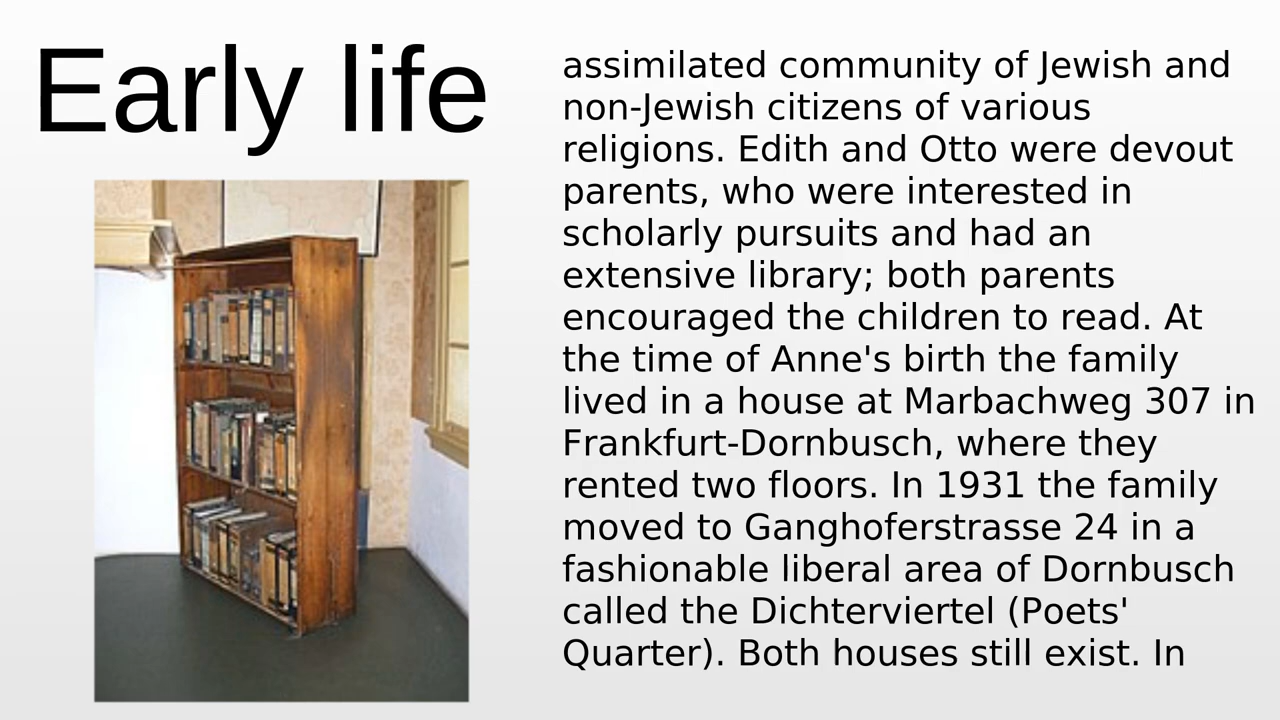 Early life
assimilated community of Jewish and
non-Jewish citizens of various
religions. Edith and Otto were devout
parents, who were interested in
scholarly pursuits and had an
extensive library; both parents
encouraged the children to read. At
the time of Anne's birth the family
lived in a house at Marbachweg 307 in
Frankfurt-Dornbusch, where they
rented two floors. In 1931 the family
moved to Ganghoferstrasse 24 in a
fashionable liberal area of Dornbusch
called the Dichterviertel (Poets'
Quarter). Both houses still exist. In